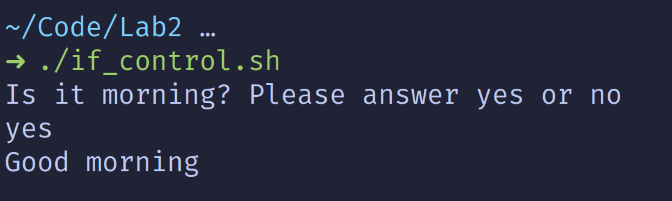 ~/Code/Lab2 …
➜ ./if_control.sh
Is it morning? Please answer yes or no
yes
Good morning